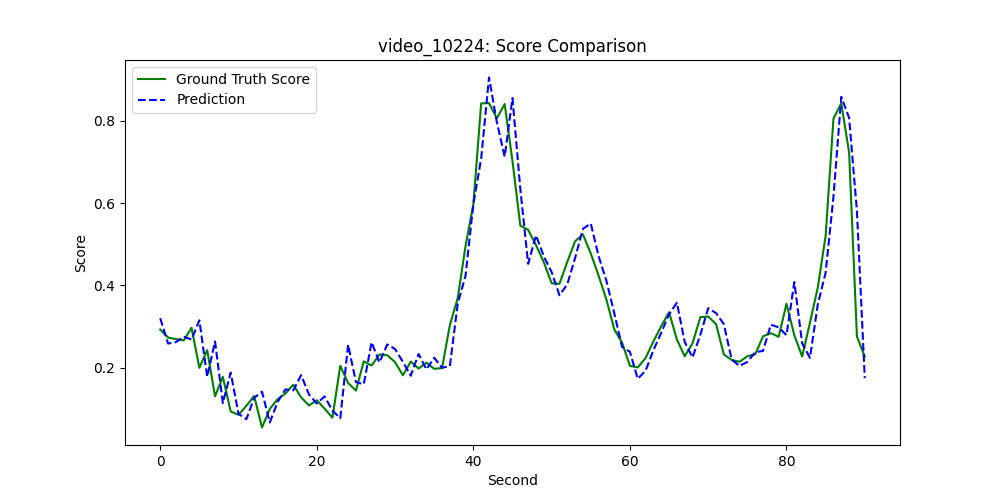 video_10224: Score Comparison
Ground Truth Score
Prediction
0.8
0.6
0.4
0.2
Score
0 20 40 60 80
Second